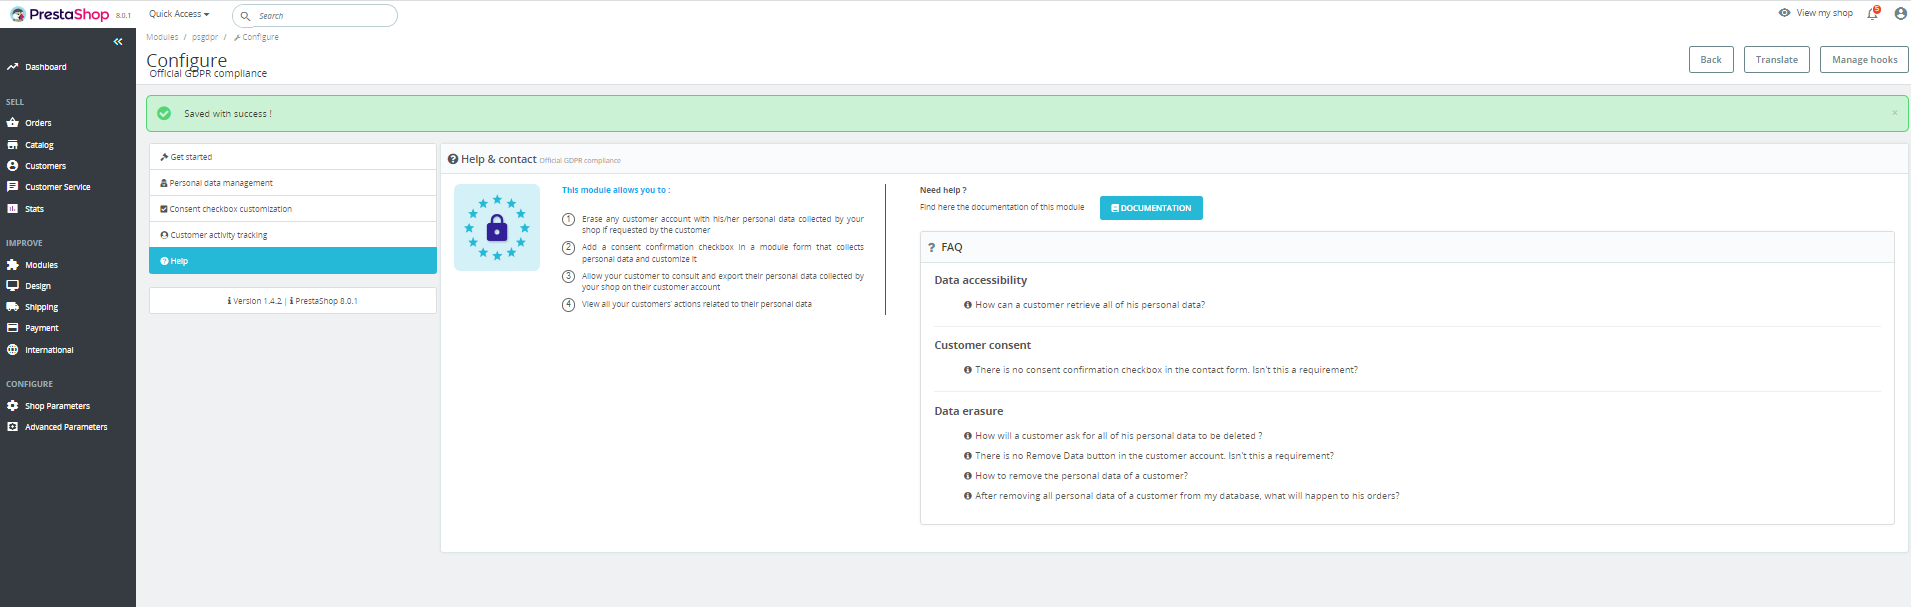 PrestaShop 8.0.1 Quick Access Search View my shop 5
Modules / psgdpr / Configure
Configure
Official GDPR compliance
Back Translate Manage hooks
Saved with success ! ×
Dashboard
SELL
Orders
Catalog
Customers
Customer Service
Stats
IMPROVE
Modules
Design
Shipping
Payment
International
CONFIGURE
Shop Parameters
Advanced Parameters
Get started
Personal data management
Consent checkbox customization
Customer activity tracking
Help
Version 1.4.2 | PrestaShop 8.0.1
Help & contact Official GDPR compliance
This module allows you to :
1 Erase any customer account with his/her personal data collected by your
shop if requested by the customer
2 Add a consent confirmation checkbox in a module form that collects
personal data and customize it
3 Allow your customer to consult and export their personal data collected by
your shop on their customer account
4 View all your customers' actions related to their personal data
Need help ?
Find here the documentation of this module DOCUMENTATION
? FAQ
Data accessibility
How can a customer retrieve all of his personal data?
Customer consent
There is no consent confirmation checkbox in the contact form. Isn't this a requirement?
Data erasure
How will a customer ask for all of his personal data to be deleted ?
There is no Remove Data button in the customer account. Isn't this a requirement?
How to remove the personal data of a customer?
After removing all personal data of a customer from my database, what will happen to his orders?